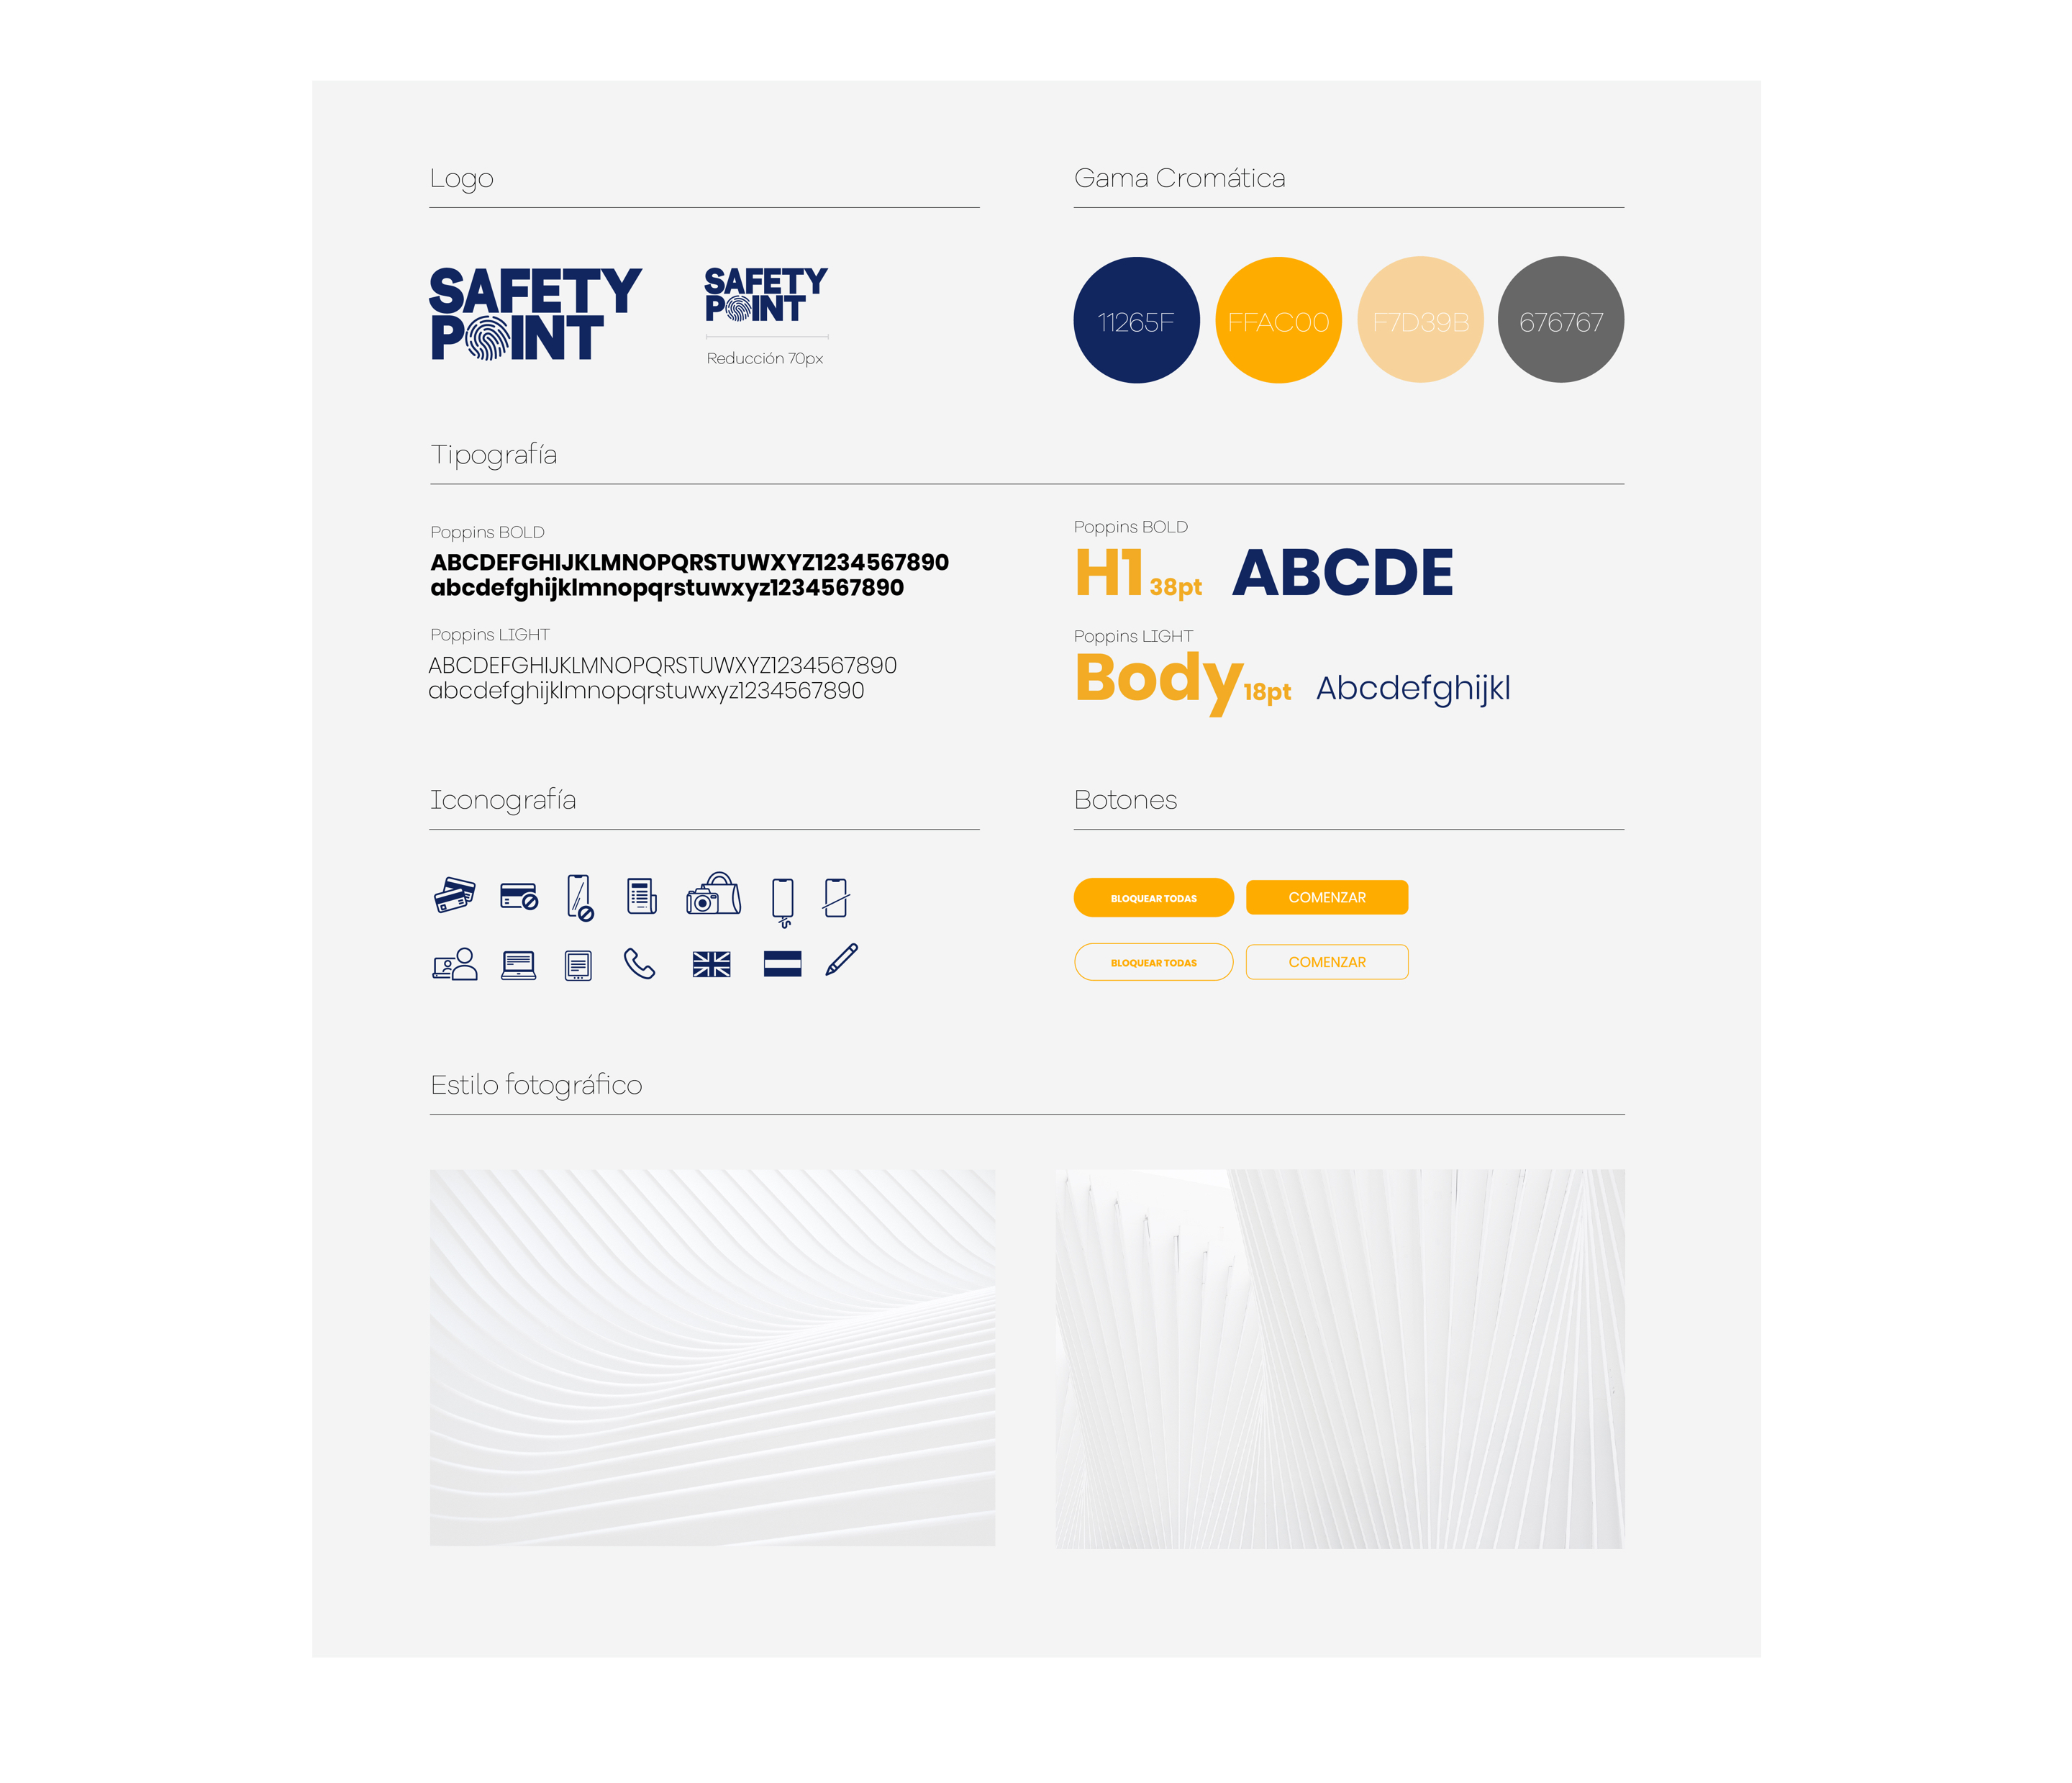 Logo
SAFETY
POINT
SAFETY
POINT
Reducción 70px
Gama Cromática
11265F
FFAC00
F7D39B
676767
Tipografía
Poppins BOLD
ABCDEFGHIJKLMNOPQRSTUWXYZ1234567890
abcdefghijklmnopqrstuwxyz1234567890
Poppins LIGHT
ABCDEFGHIJKLMNOPQRSTUWXYZ1234567890
abcdefghijklmnopqrstuwxyz1234567890
Poppins BOLD
H1 38pt ABCDE
Poppins LIGHT
Body 18pt Abcdefghijkl
Iconografía
Botones
BLOQUEAR TODAS
COMENZAR
BLOQUEAR TODAS
COMENZAR
Estilo fotográfico